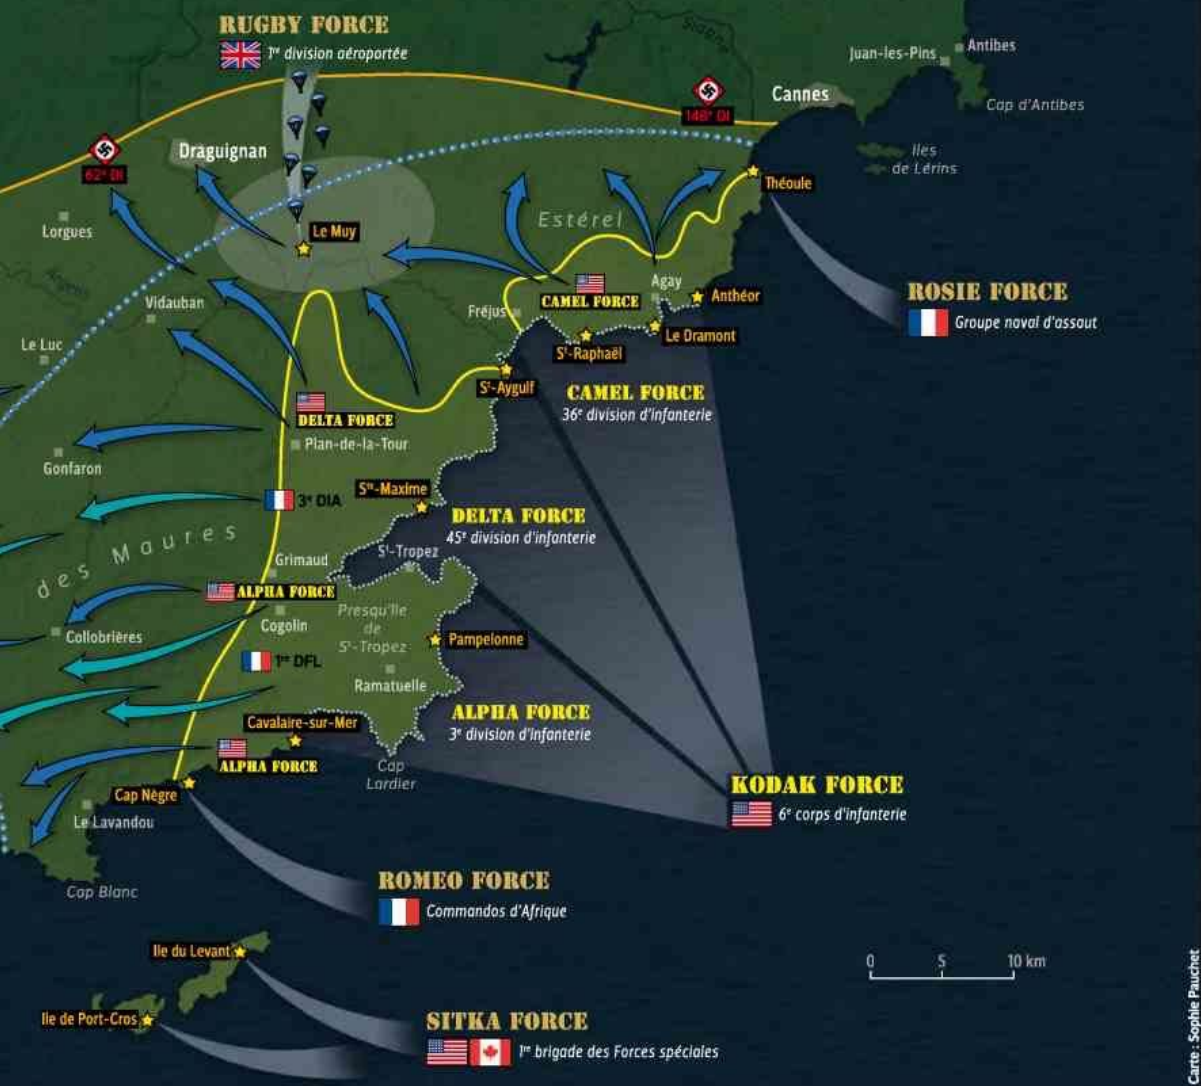 RUGBY FORCE
1re division aéroportée
Juan-les-Pins
Antibes
Cap d'Antibes
Cannes
148e DI
Iles
de Lérins
Draguignan
62e DI
Théoule
Lorgues
Le Muy
Estérel
Argens
Vidauban
Agay
CAMEL FORCE
Anthéor
Fréjus
ROSIE FORCE
Groupe naval d'assaut
Le Luc
Le Dramont
St-Raphaël
St-Aygulf
CAMEL FORCE
36e division d'infanterie
DELTA FORCE
Plan-de-la-Tour
Gonfaron
Ste-Maxime
3e DIA
DELTA FORCE
45e division d'infanterie
des Maures
St-Tropez
Grimaud
ALPHA FORCE
Presqu'île
de
St-Tropez
Cogolin
Collobrières
Pampelonne
1re DFL
Ramatuelle
ALPHA FORCE
3e division d'infanterie
Cavalaire-sur-Mer
ALPHA FORCE
Cap
Lardier
KODAK FORCE
6e corps d'infanterie
Cap Nègre
Le Lavandou
Cap Blanc
ROMEO FORCE
Commandos d'Afrique
Ile du Levant
0 5 10 km
Ile de Port-Cros
SITKA FORCE
1re brigade des Forces spéciales
Carte : Sophie Pauchet